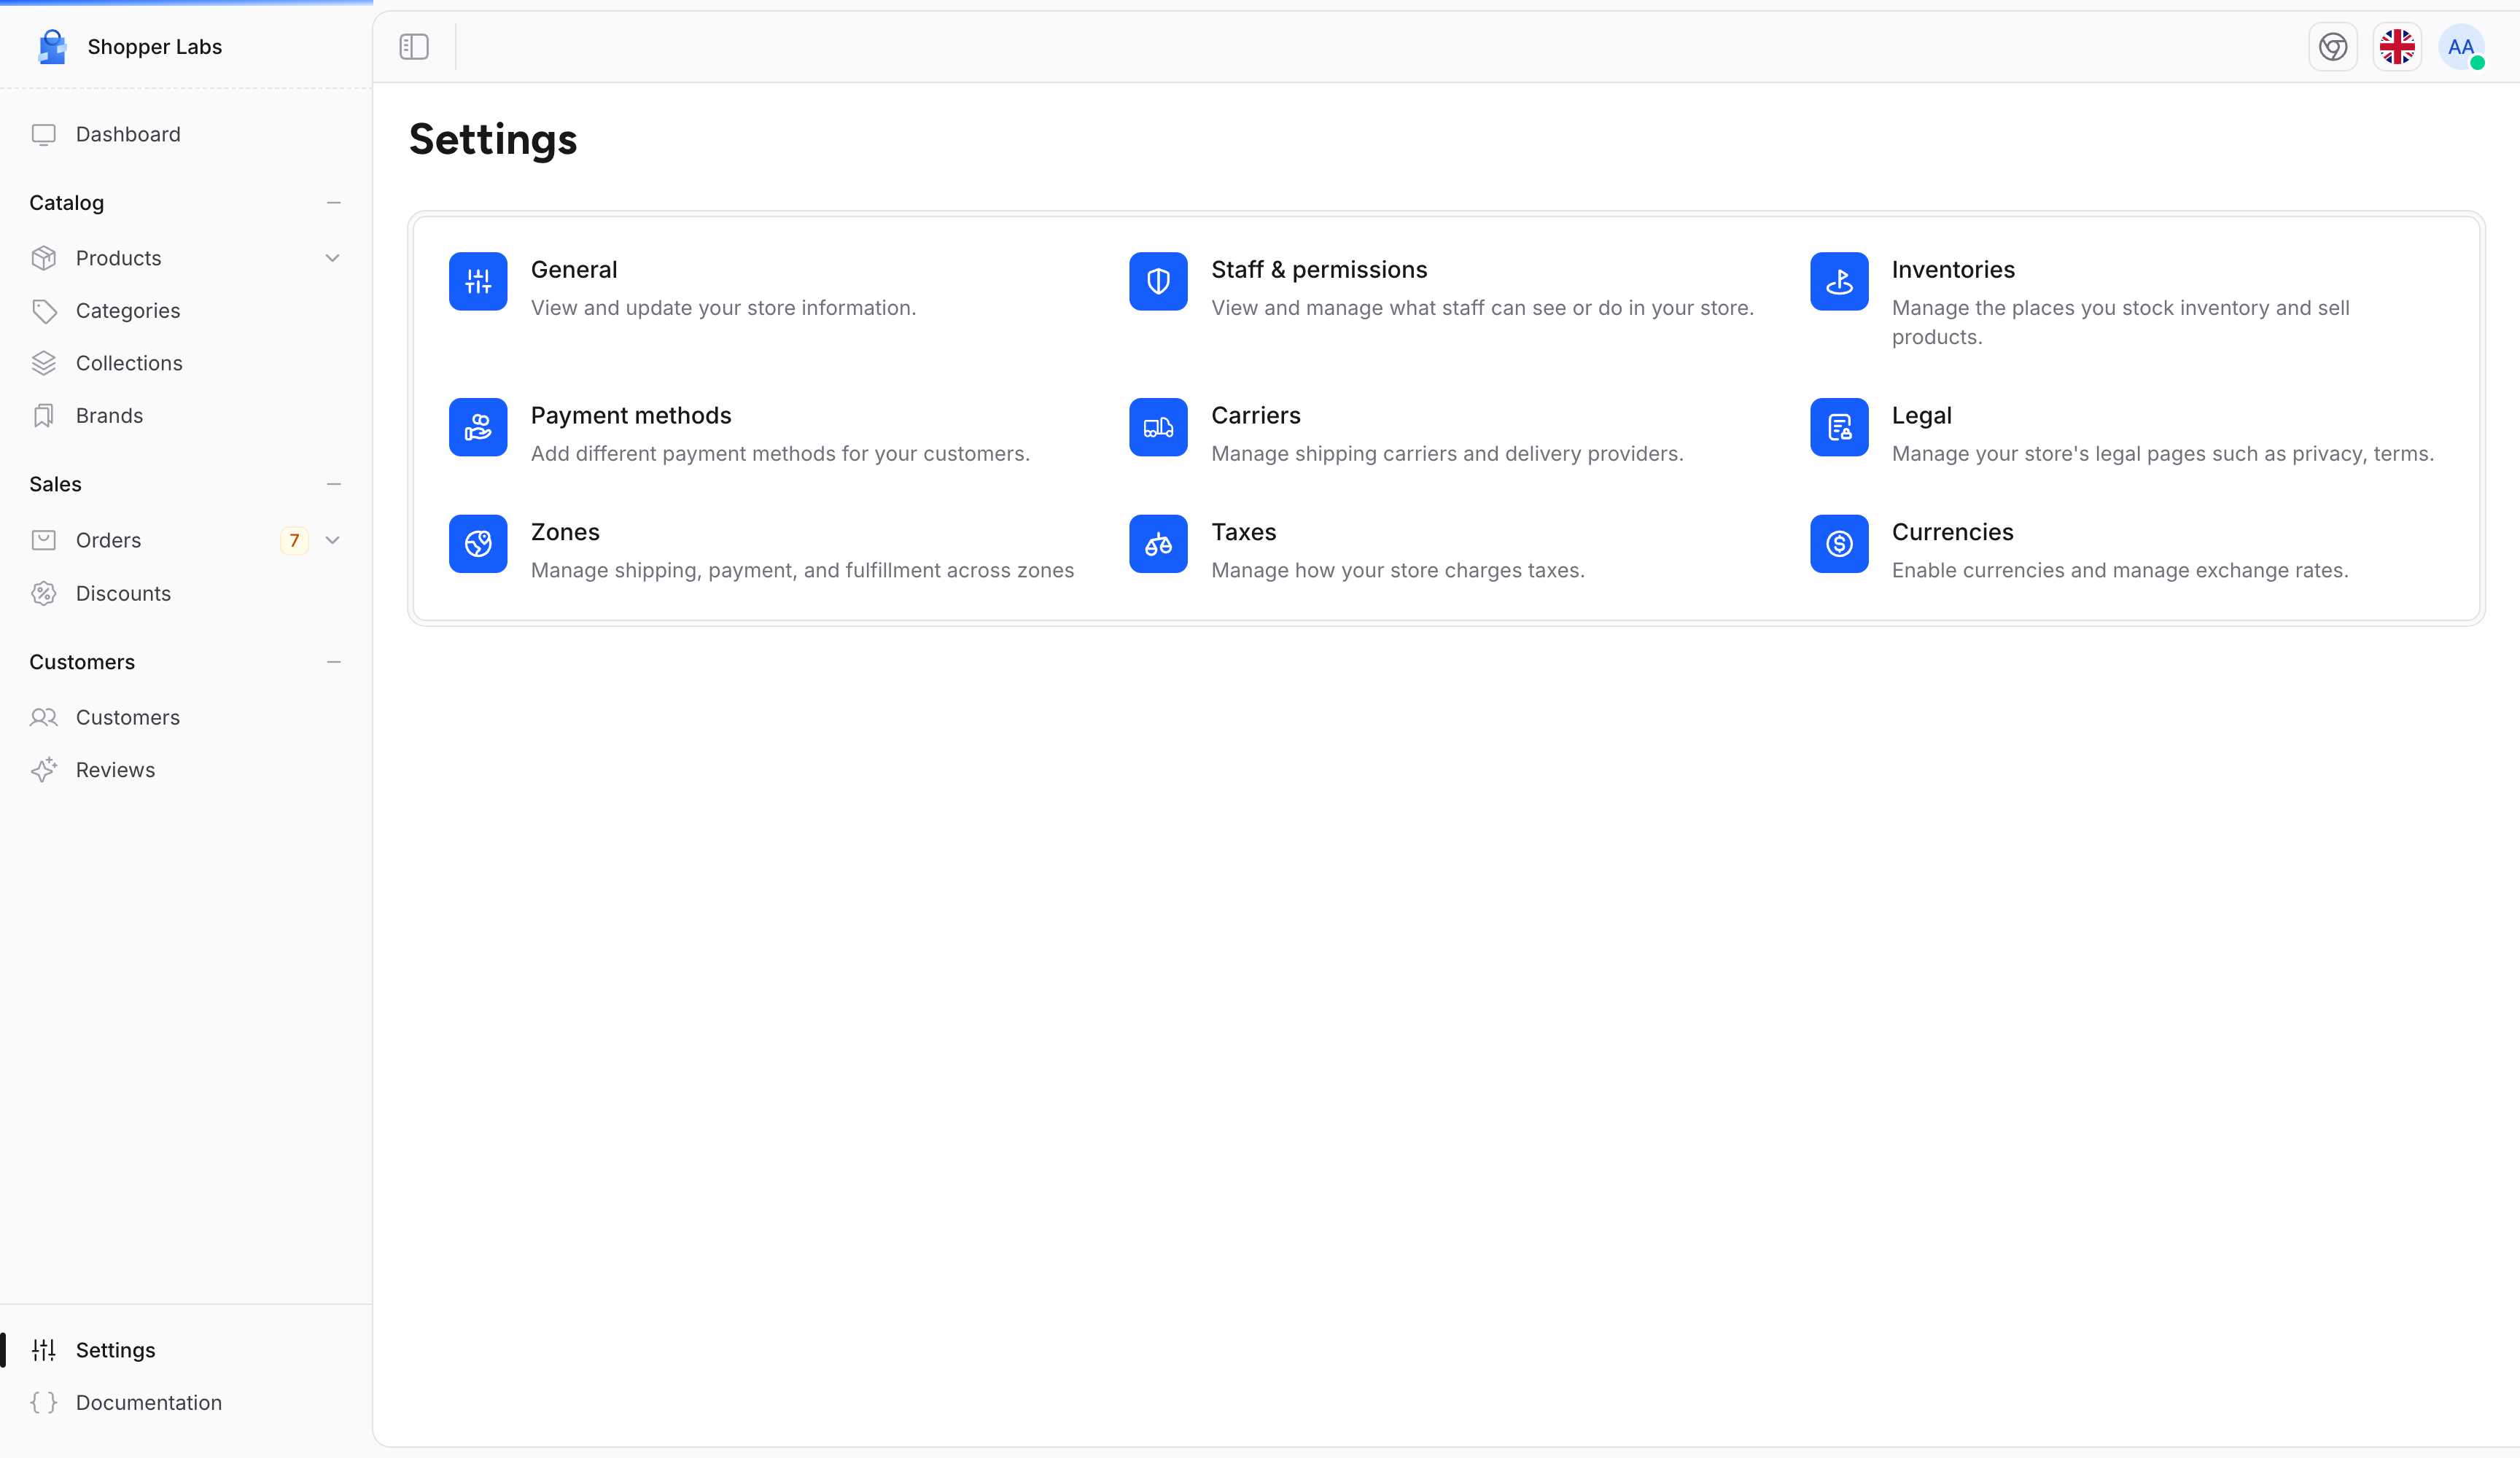 Shopper Labs
AA
Dashboard
Catalog
Products
Categories
Collections
Brands
Sales
Orders 7
Discounts
Customers
Customers
Reviews
Settings
Documentation
Settings
General
View and update your store information.
Staff & permissions
View and manage what staff can see or do in your store.
Inventories
Manage the places you stock inventory and sell
products.
Payment methods
Add different payment methods for your customers.
Carriers
Manage shipping carriers and delivery providers.
Legal
Manage your store's legal pages such as privacy, terms.
Zones
Manage shipping, payment, and fulfillment across zones
Taxes
Manage how your store charges taxes.
Currencies
Enable currencies and manage exchange rates.